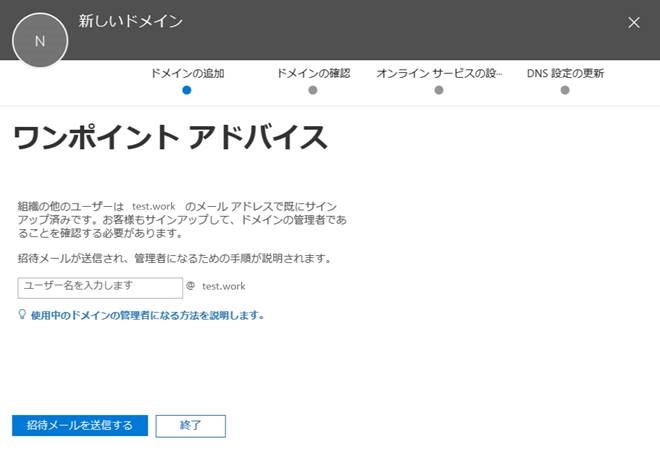 新しいドメイン
N
ドメインの追加
ドメインの確認
オンライン サービスの設…
DNS 設定の更新
ワンポイント アドバイス
組織の他のユーザーは test.work のメール アドレスで既にサイン
アップ済みです。お客様もサインアップして、ドメインの管理者であ
ることを確認する必要があります。
招待メールが送信され、管理者になるための手順が説明されます。
ユーザー名を入力します @ test.work
使用中のドメインの管理者になる方法を説明します。
招待メールを送信する
終了